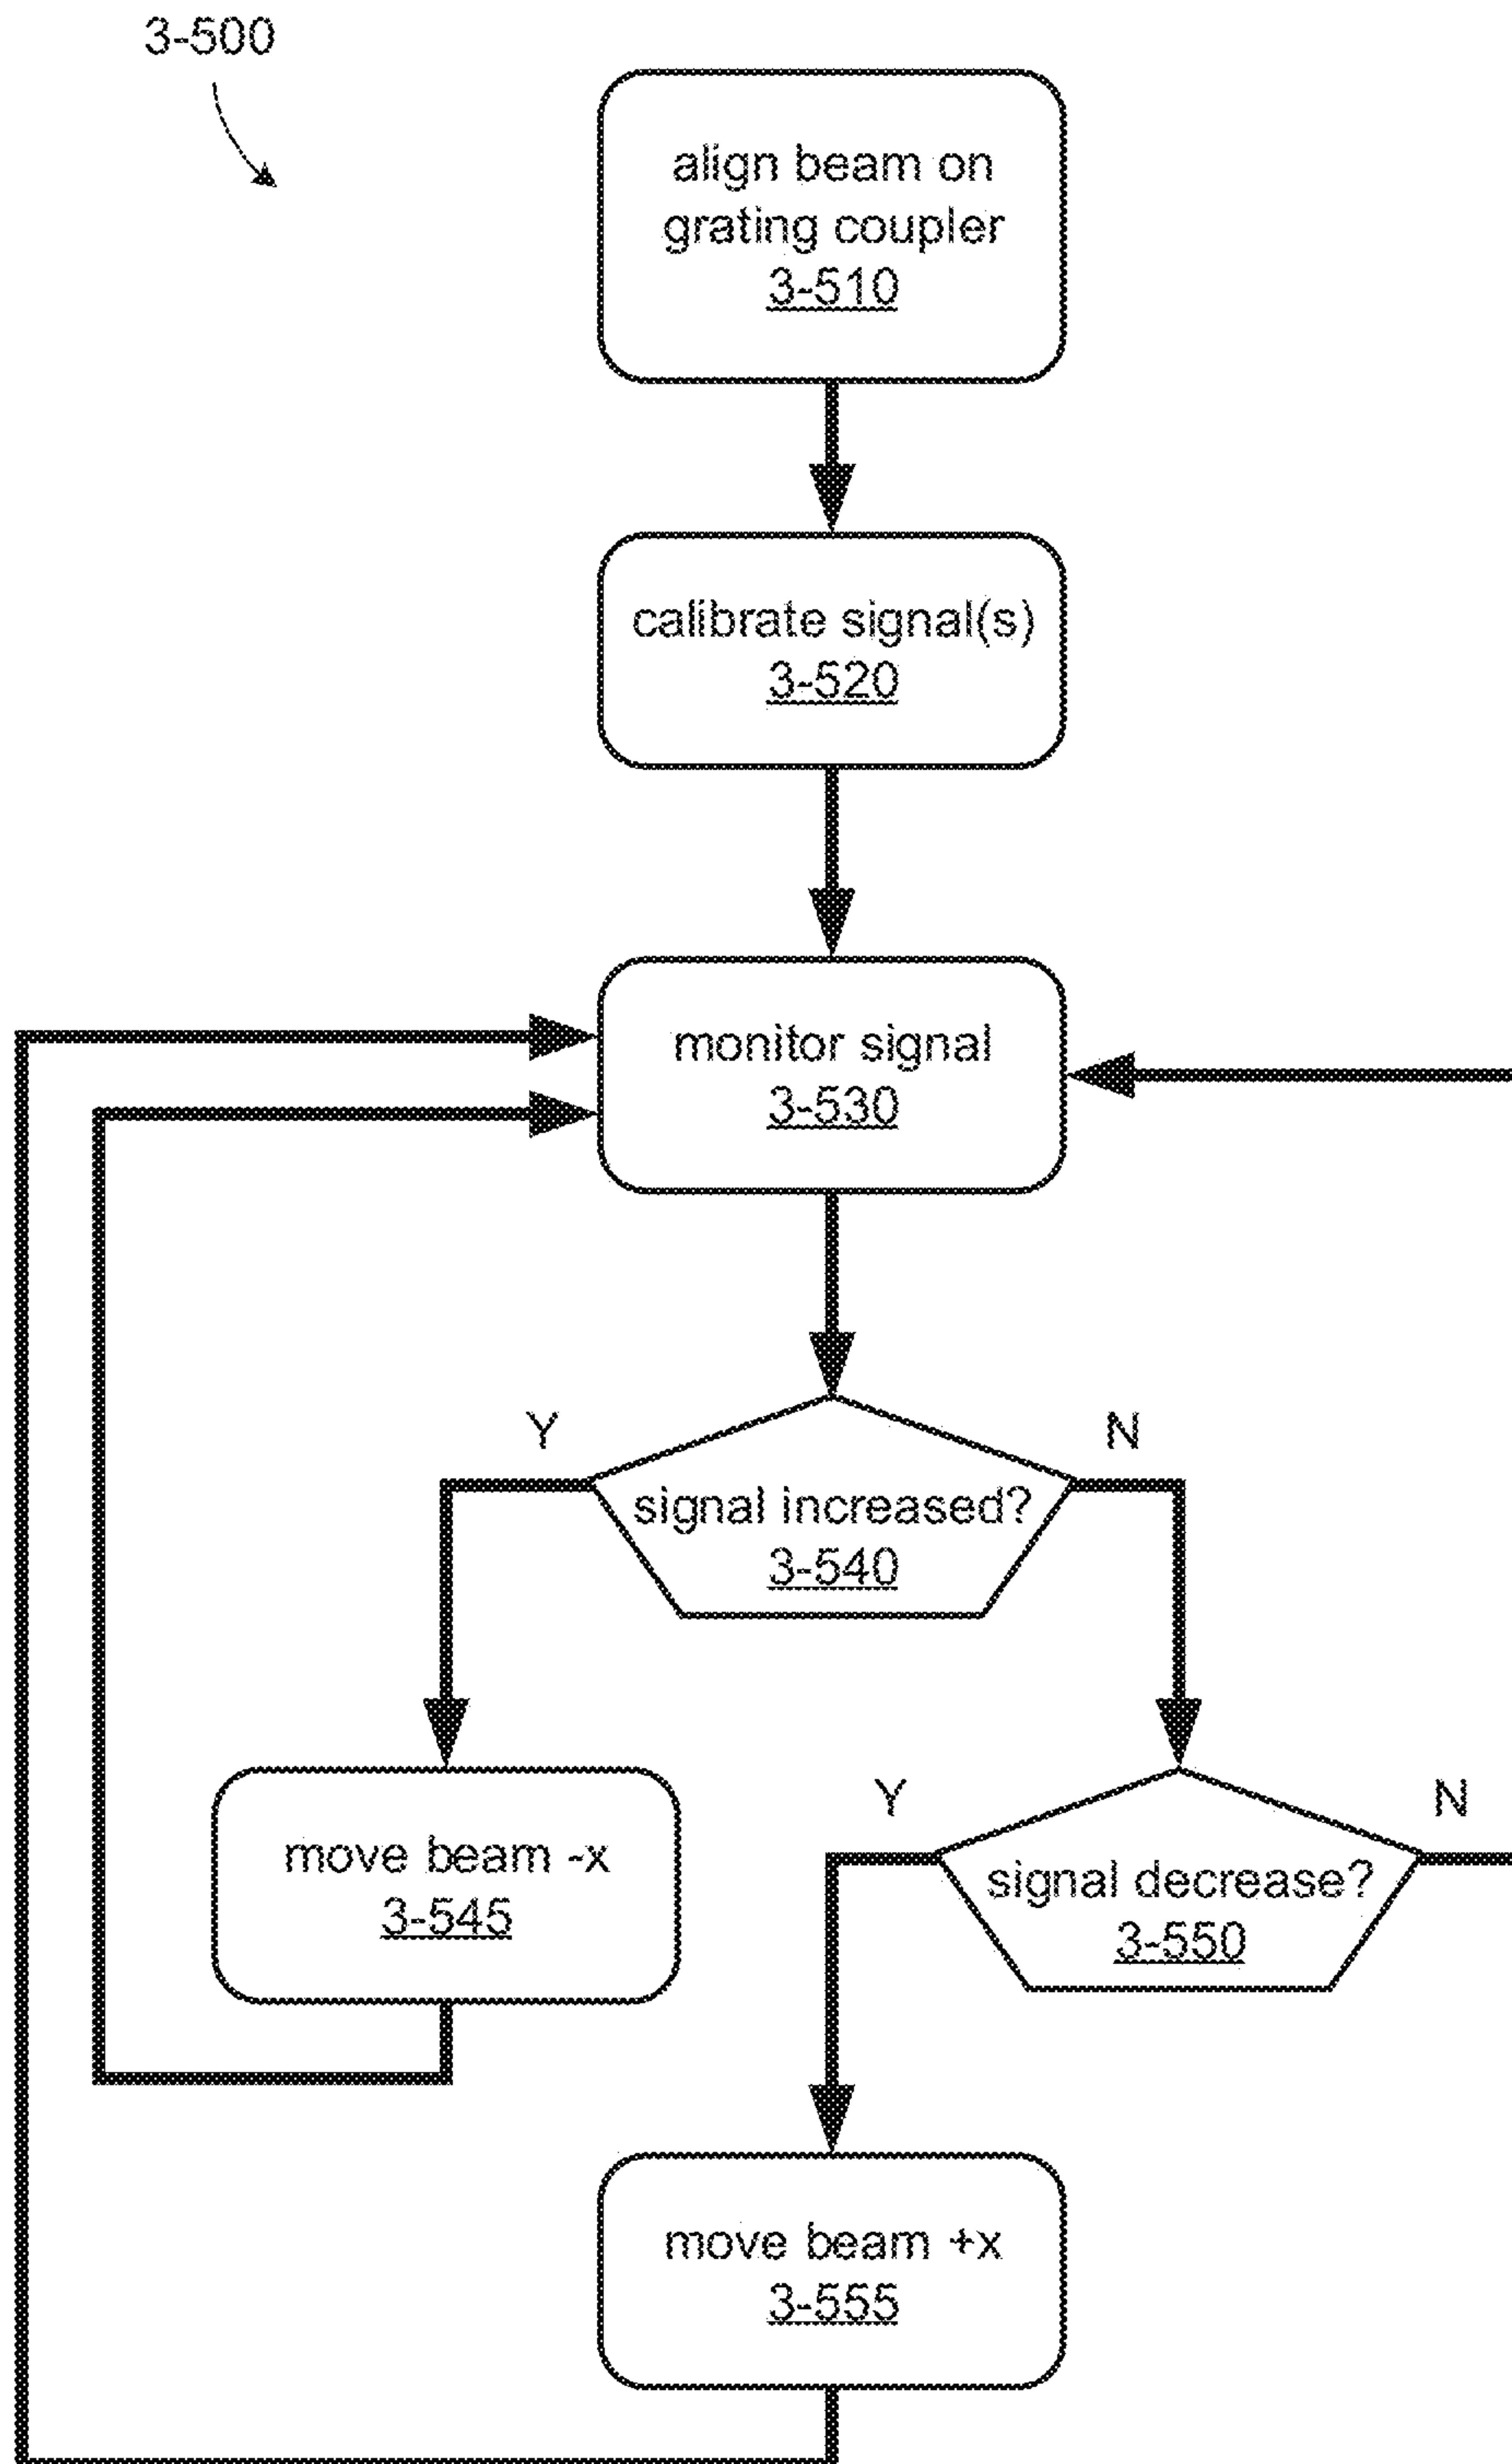 3-500
align beam on
grating coupler
3-510
calibrate signal(s)
3-520
monitor signal
3-530
Y
N
signal increased?
3-540
Y
N
move beam -x
3-545
signal decrease?
3-550
move beam +x
3-555